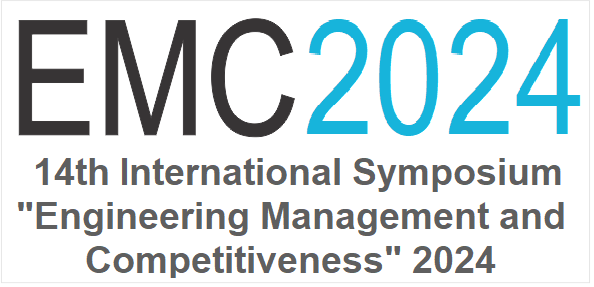 EMC2024
14th International Symposium
"Engineering Management and
Competitiveness" 2024